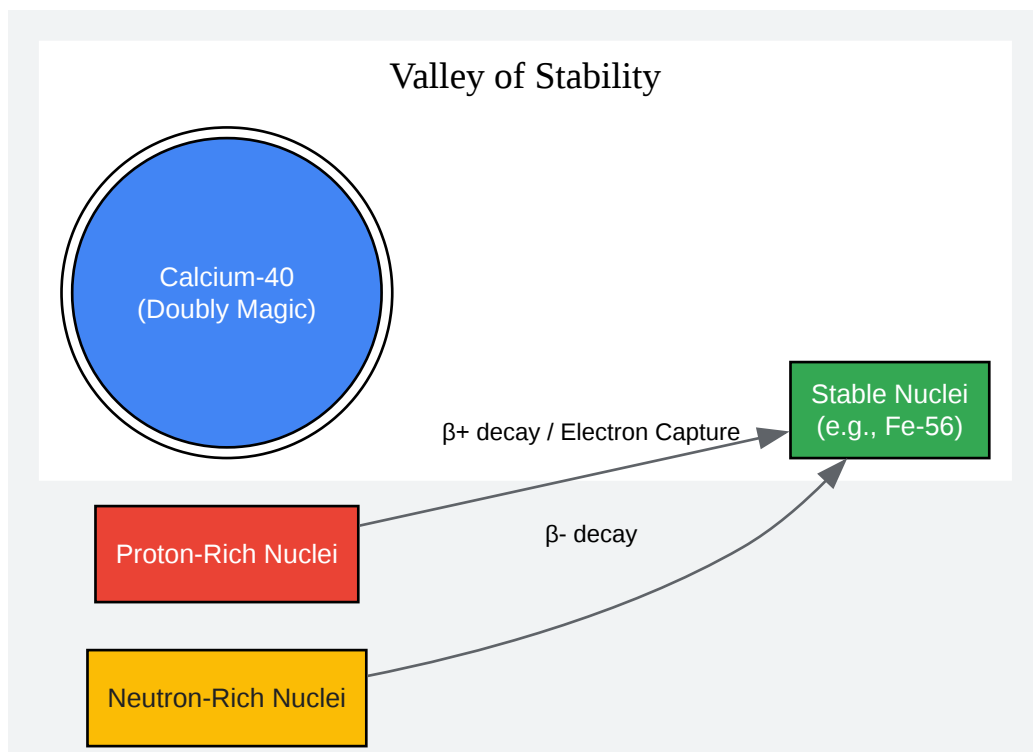 Valley of Stability
Calcium-40
(Doubly Magic)
Stable Nuclei
(e.g., Fe-56)
β+ decay / Electron Capture
β- decay
Proton-Rich Nuclei
Neutron-Rich Nuclei